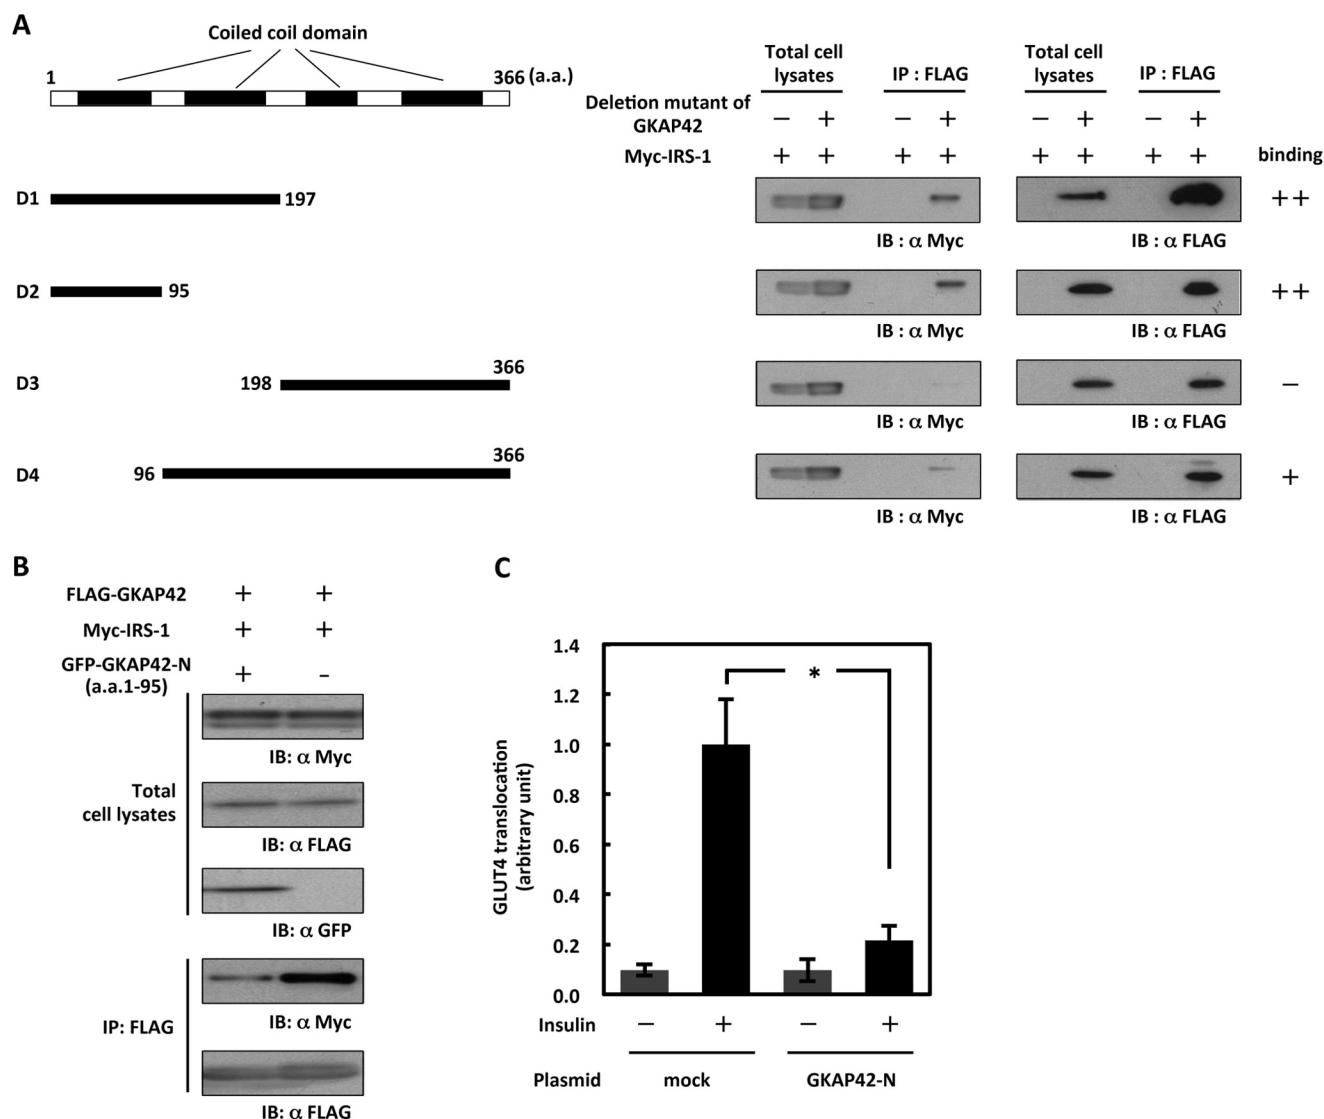 A
Coiled coil domain
1
366 (a.a.)
Total cell lysates
IP : FLAG
Total cell lysates
IP : FLAG
Deletion mutant of GKAP42
− + − + − + − +
Myc-IRS-1
+ + + + + + + +
binding
D1
197
++
IB : α Myc
IB : α FLAG
D2
95
++
IB : α Myc
IB : α FLAG
D3
198
366
−
IB : α Myc
IB : α FLAG
D4
96
366
+
IB : α Myc
IB : α FLAG
B
FLAG-GKAP42 + +
Myc-IRS-1 + +
GFP-GKAP42-N
(a.a.1-95)
+ −
Total
cell lysates
IB: α Myc
IB: α FLAG
IB: α GFP
IP: FLAG
IB: α Myc
IB: α FLAG
C
GLUT4 translocation
(arbitrary unit)
1.4
1.2
1.0
0.8
0.6
0.4
0.2
0.0
*
Insulin − + − +
Plasmid mock GKAP42-N